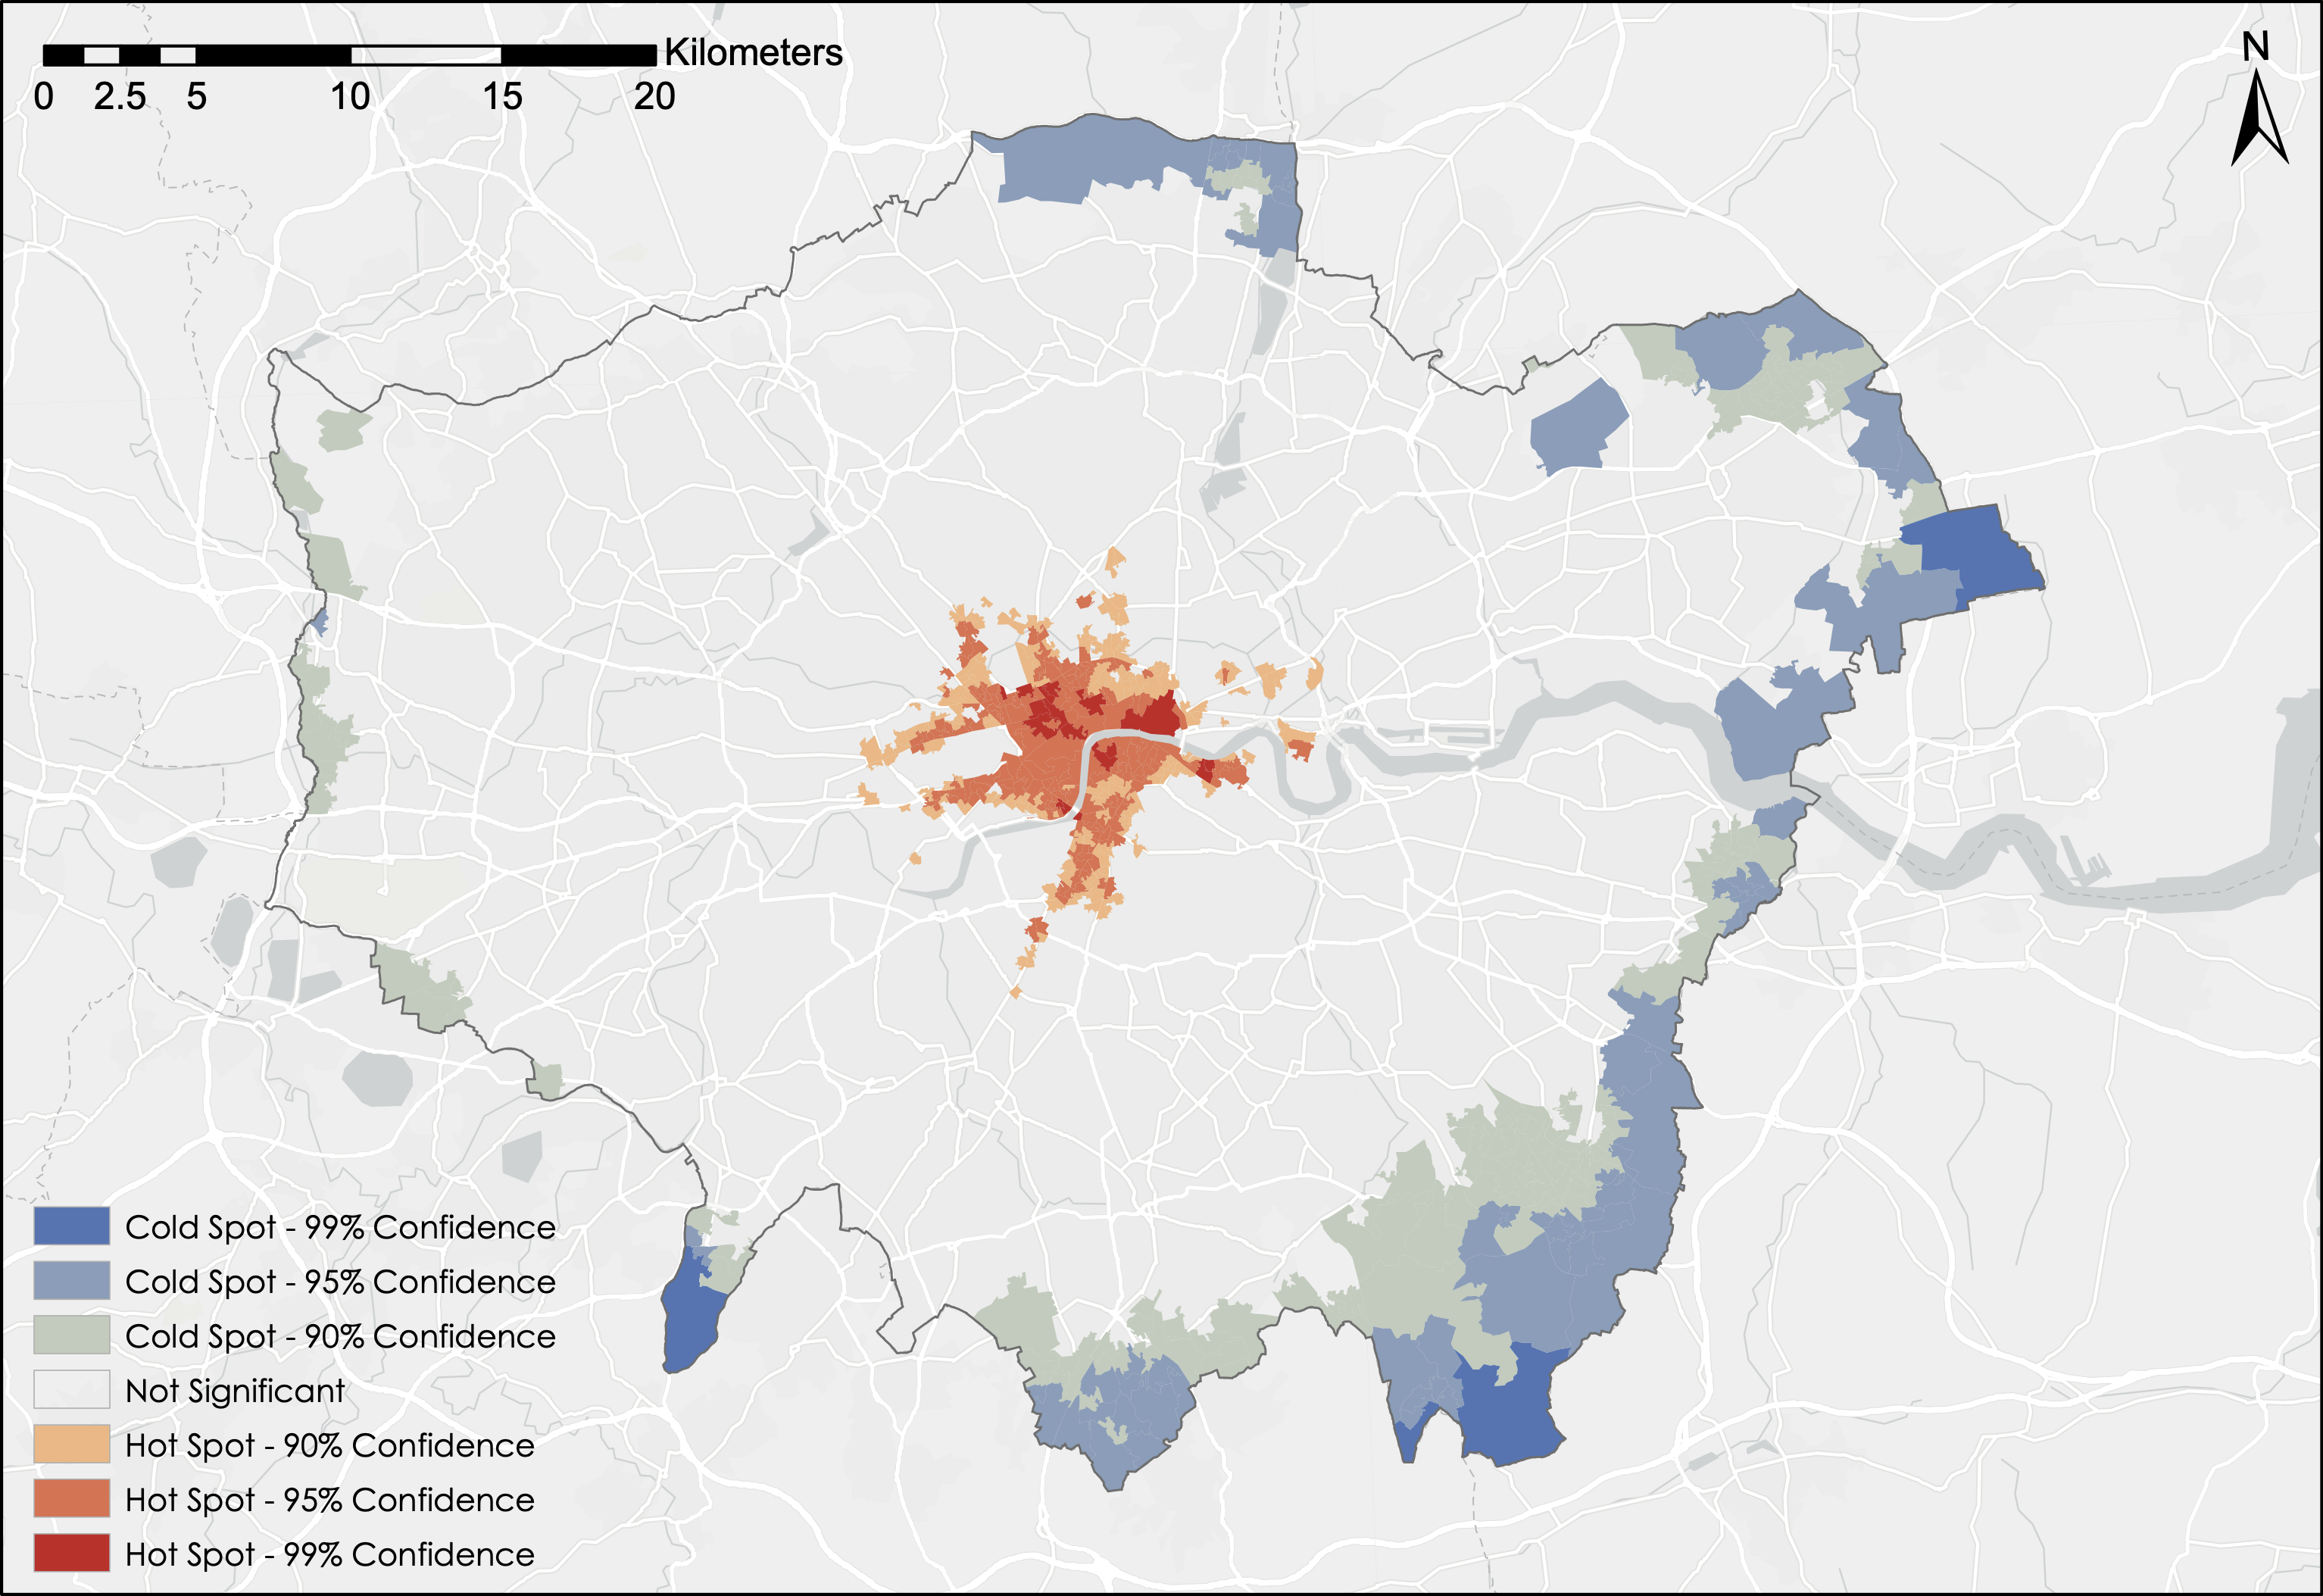 Kilometers
0 2.5 5 10 15 20
N
Cold Spot - 99% Confidence
Cold Spot - 95% Confidence
Cold Spot - 90% Confidence
Not Significant
Hot Spot - 90% Confidence
Hot Spot - 95% Confidence
Hot Spot - 99% Confidence